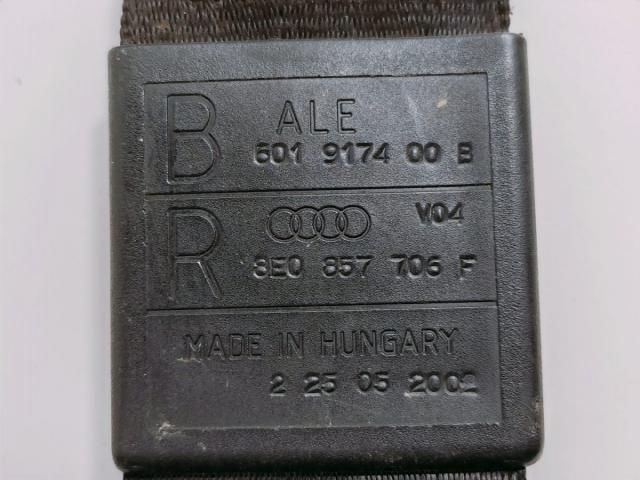 B ALE
601 9174 00 B
R V04
8E0 857 706 F
MADE IN HUNGARY
2 25 05 2002